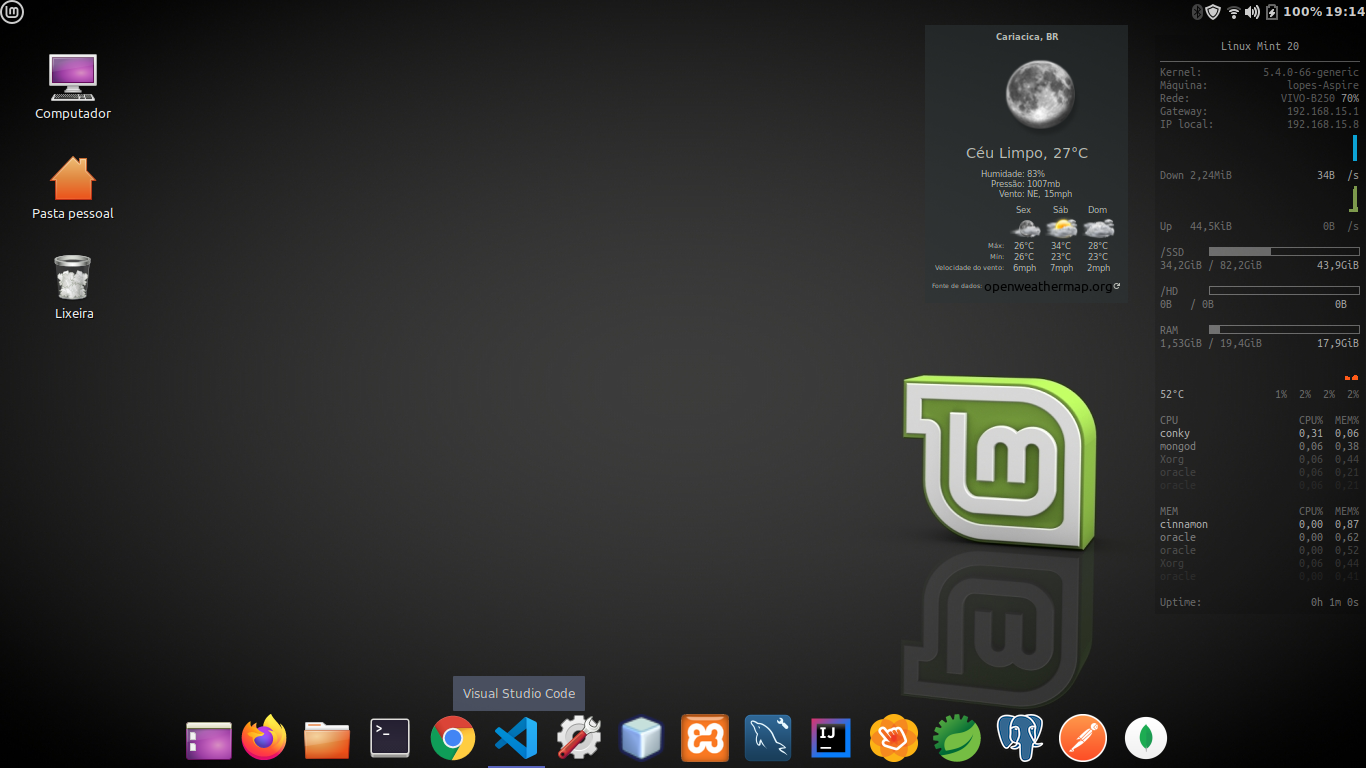 100% 19:14
Computador
Pasta pessoal
Lixeira
Cariacica, BR
Céu Limpo, 27°C
Humidade: 83%
Pressão: 1007mb
Vento: NE, 15mph
Sex Sáb Dom
Máx: 26°C 34°C 28°C
Min: 26°C 23°C 23°C
Velocidade do vento: 6mph 7mph 2mph
Fonte de dados: openweathermap.org
Linux Mint 20
Kernel: 5.4.0-66-generic
Máquina: lopes-Aspire
Rede: VIVO-B250 70%
Gateway: 192.168.15.1
IP local: 192.168.15.8
Down 2,24MiB 34B /s
Up 44,5KiB 0B /s
/SSD
34,2GiB / 82,2GiB 43,9GiB
/HD
0B / 0B 0B
RAM
1,53GiB / 19,4GiB 17,9GiB
52°C 1% 2% 2% 2%
CPU CPU% MEM%
conky 0,31 0,06
mongod 0,06 0,38
Xorg 0,06 0,44
oracle 0,06 0,21
oracle 0,06 0,21
MEM CPU% MEM%
cinnamon 0,00 0,87
oracle 0,00 0,62
oracle 0,00 0,52
Xorg 0,06 0,44
oracle 0,00 0,41
Uptime: 0h 1m 0s
Visual Studio Code
>_
IJ